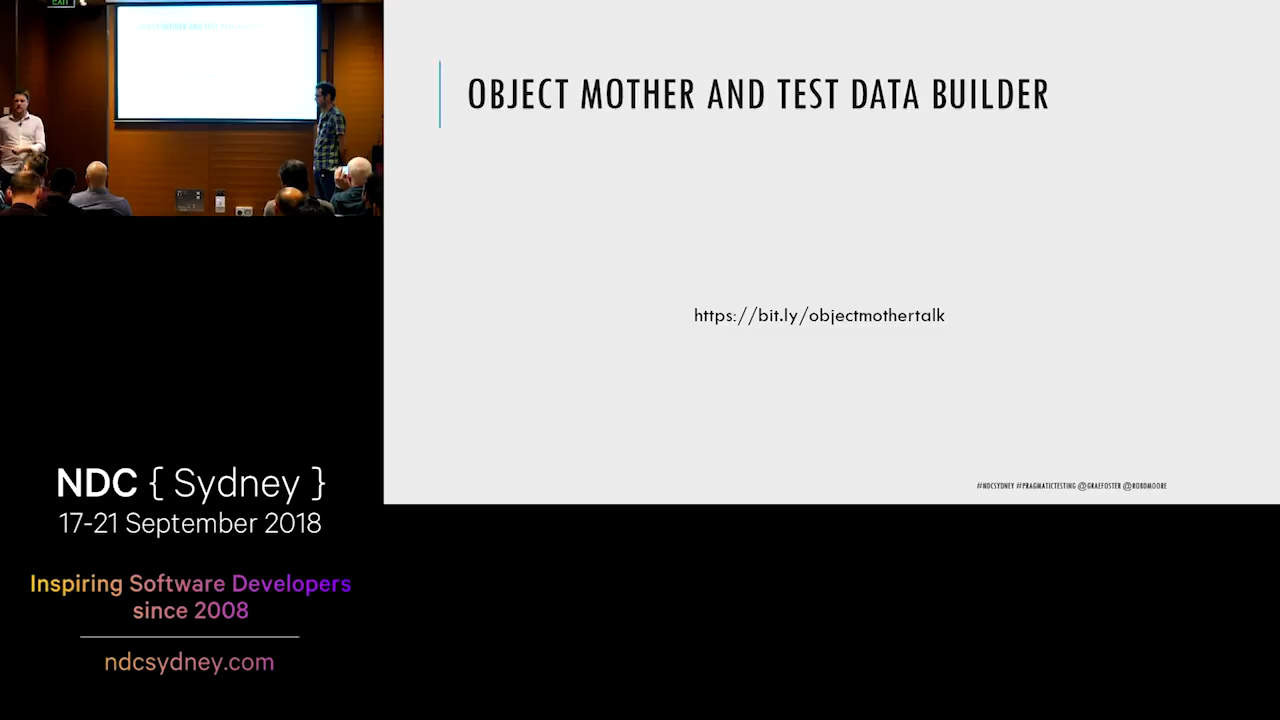 EXIT
OBJECT MOTHER AND TEST DATA BUILDER
https://bit.ly/objectmothertalk
#NDCSYDNEY #PRAGMATICTESTING @GRAEFOSTER @ROBDMOORE
NDC { Sydney }
17-21 September 2018
Inspiring Software Developers
since 2008
ndcsydney.com